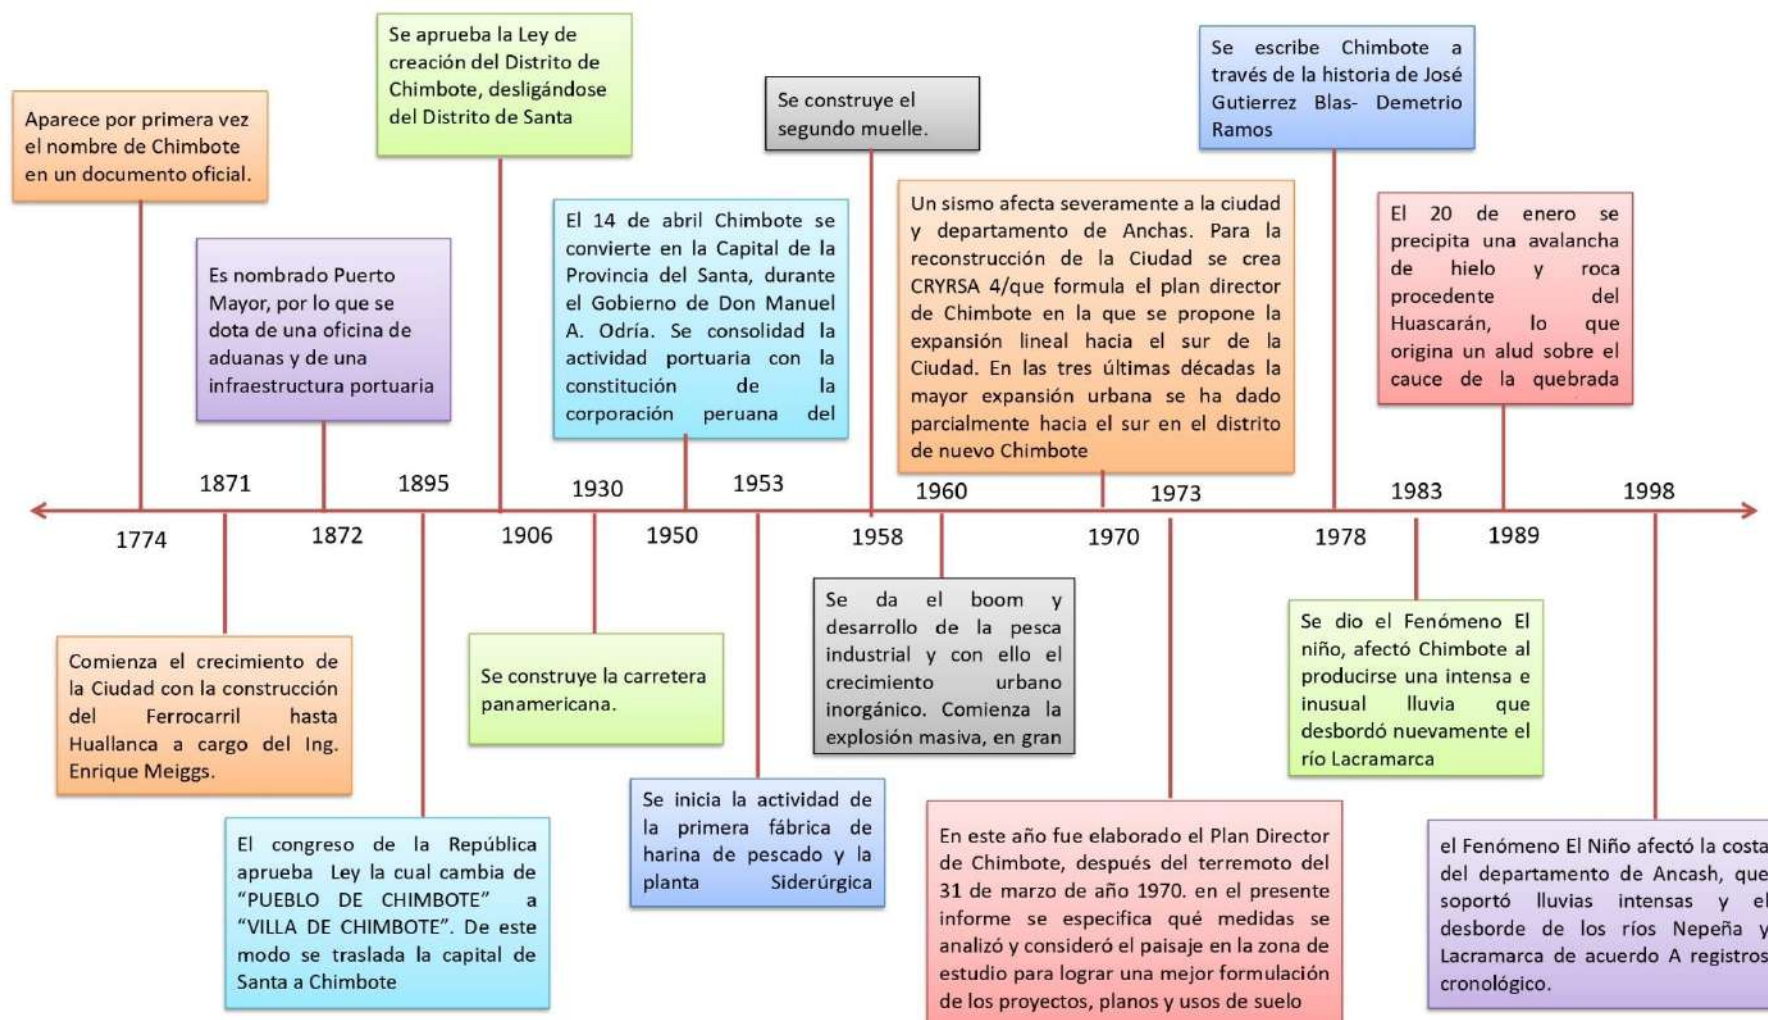 Se aprueba la Ley de
creación del Distrito de
Chimbote, desligándose
del Distrito de Santa
Se escribe Chimbote a
través de la historia de José
Gutierrez Blas- Demetrio
Ramos
Se construye el
segundo muelle.
Aparece por primera vez
el nombre de Chimbote
en un documento oficial.
Es nombrado Puerto
Mayor, por lo que se
dota de una oficina de
aduanas y de una
infraestructura portuaria
El 14 de abril Chimbote se
convierte en la Capital de la
Provincia del Santa, durante
el Gobierno de Don Manuel
A. Odría. Se consolidad la
actividad portuaria con la
constitución de la
corporación peruana del
Un sismo afecta severamente a la ciudad
y departamento de Anchas. Para la
reconstrucción de la Ciudad se crea
CRYRSA 4/que formula el plan director
de Chimbote en la que se propone la
expansión lineal hacia el sur de la
Ciudad. En las tres últimas décadas la
mayor expansión urbana se ha dado
parcialmente hacia el sur en el distrito
de nuevo Chimbote
El 20 de enero se
precipita una avalancha
de hielo y roca
procedente del
Huascarán, lo que
origina un alud sobre el
cauce de la quebrada
1871
1895
1930
1953
1960
1973
1983
1998
1774
1872
1906
1950
1958
1970
1978
1989
Comienza el crecimiento de
la Ciudad con la construcción
del Ferrocarril hasta
Huallanca a cargo del Ing.
Enrique Meiggs.
El congreso de la República
aprueba Ley la cual cambia de
“PUEBLO DE CHIMBOTE” a
“VILLA DE CHIMBOTE”. De este
modo se traslada la capital de
Santa a Chimbote
Se construye la carretera
panamericana.
Se inicia la actividad de
la primera fábrica de
harina de pescado y la
planta Siderúrgica
Se da el boom y
desarrollo de la pesca
industrial y con ello el
crecimiento urbano
inorgánico. Comienza la
explosión masiva, en gran
En este año fue elaborado el Plan Director
de Chimbote, después del terremoto del
31 de marzo de año 1970. en el presente
informe se especifica qué medidas se
analizó y consideró el paisaje en la zona de
estudio para lograr una mejor formulación
de los proyectos, planos y usos de suelo
Se dio el Fenómeno El
niño, afectó Chimbote al
producirse una intensa e
inusual lluvia que
desbordó nuevamente el
río Lacramarca
el Fenómeno El Niño afectó la costa
del departamento de Ancash, que
soportó lluvias intensas y el
desborde de los ríos Nepeña y
Lacramarca de acuerdo A registros
cronológico.